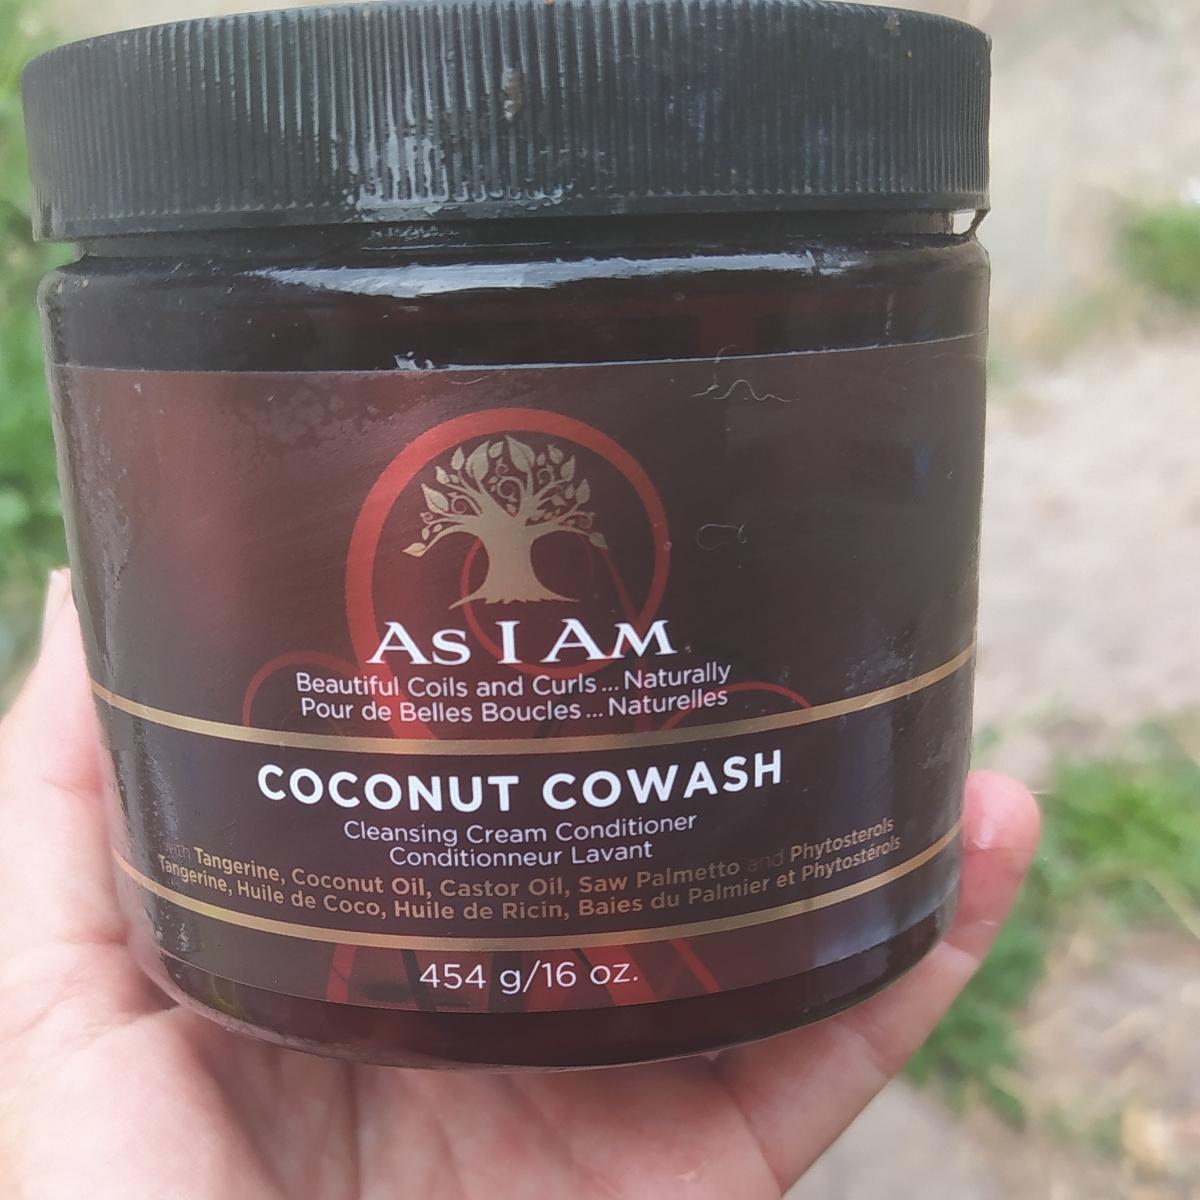 As I Am
Beautiful Coils and Curls... Naturally
Pour de Belles Boucles... Naturelles
COCONUT COWASH
Cleansing Cream Conditioner
Conditionneur Lavant
with Tangerine, Coconut Oil, Castor Oil, Saw Palmetto and Phytosterols
Tangerine, Huile de Coco, Huile de Ricin, Baies du Palmier et Phytostérols
454 g/16 oz.